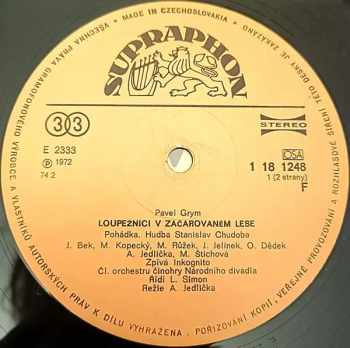 VŠECHNA PRÁVA GRAMOFONOVÉHO VÝROBCE A VLASTNÍKŮ AUTORSKÝCH PRÁV K DÍLU VYHRAZENA. POŘIZOVÁNÍ KOPIÍ, VEŘEJNÉ PROVOZOVÁNÍ A ROZHLASOVÉ ŠÍŘENÍ TÉTO DESKY JE ZAKÁZÁNO • MADE IN CZECHOSLOVAKIA •
SUPRAPHON
33
STEREO
E 2333
℗ 1972
74 2
OSA
1 18 1248
1 (2 strany)
F
Pavel Grym
LOUPEŽNÍCI V ZAČAROVANÉM LESE
Pohádka. Hudba Stanislav Chudoba
J. Bek, M. Kopecký, M. Růžek, J. Jelínek, O. Dědek
A. Jedlička, M. Štichová
Zpívá Inkognito
Čl. orchestru činohry Národního divadla
Řídí L. Simon
Režie A. Jedlička